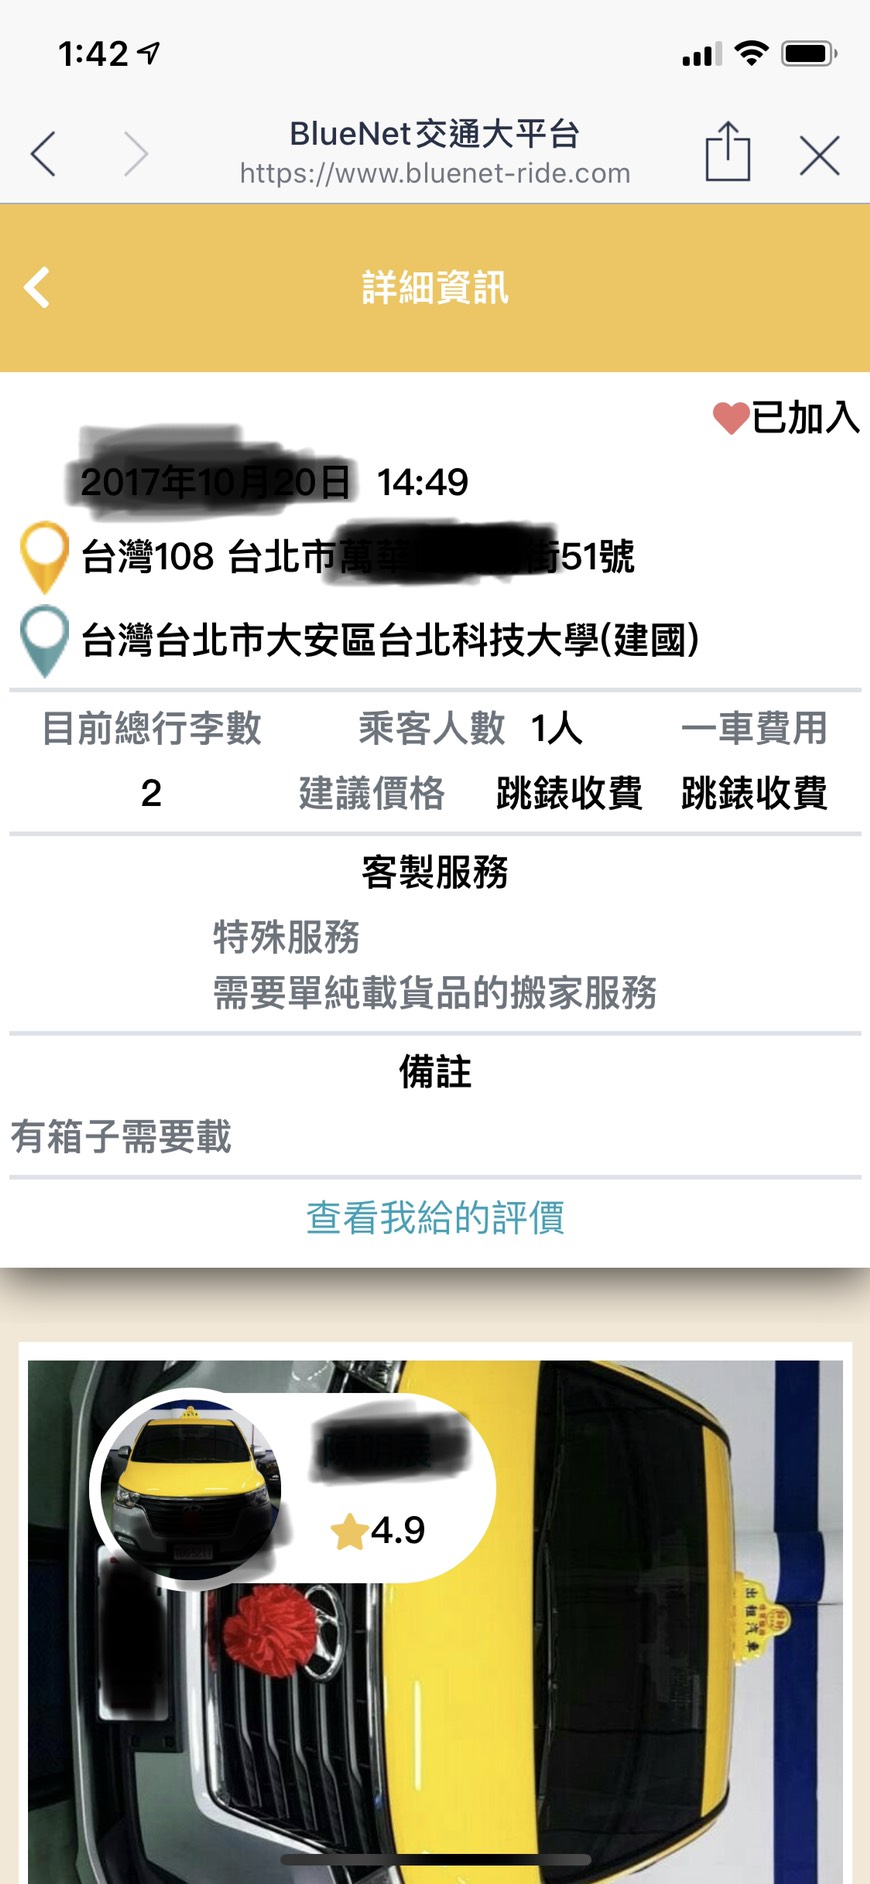 1:42
BlueNet交通大平台
https://www.bluenet-ride.com
詳細資訊
已加入
2017年10月20日 14:49
台灣108 台北市萬華街51號
台灣台北市大安區台北科技大學(建國)
目前總行李數 乘客人數 1人 一車費用
2 建議價格 跳錶收費 跳錶收費
客製服務
特殊服務
需要單純載貨品的搬家服務
備註
有箱子需要載
查看我給的評價
4.9
出租汽車